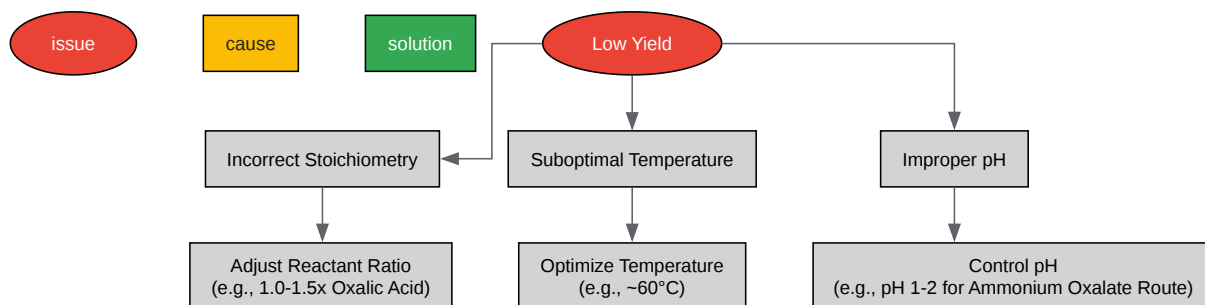 issue
cause
solution
Low Yield
Incorrect Stoichiometry
Suboptimal Temperature
Improper pH
Adjust Reactant Ratio
(e.g., 1.0-1.5x Oxalic Acid)
Optimize Temperature
(e.g., ~60°C)
Control pH
(e.g., pH 1-2 for Ammonium Oxalate Route)